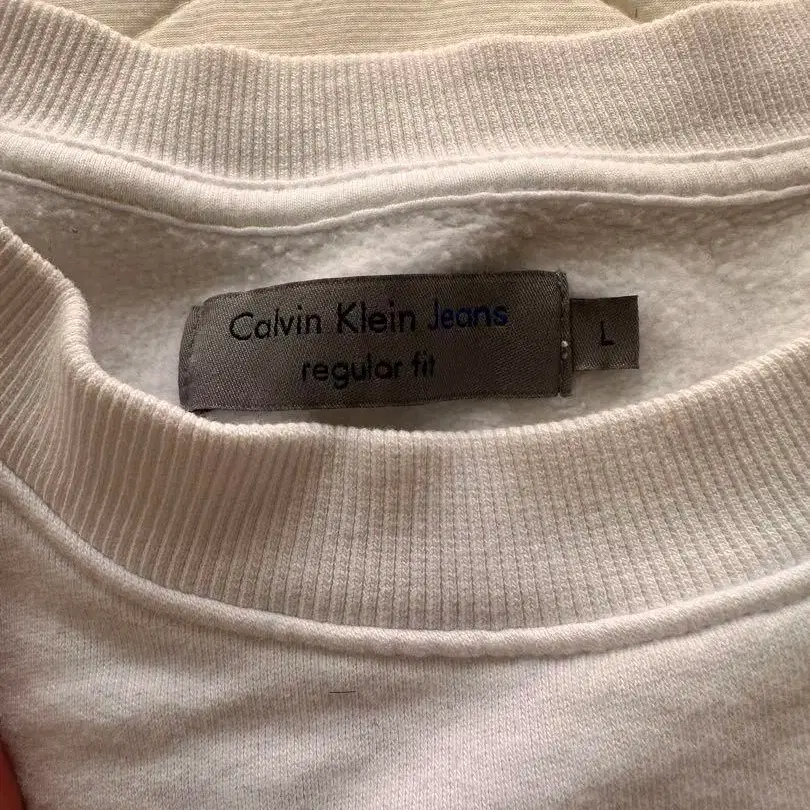 Calvin Klein Jeans
regular fit
L